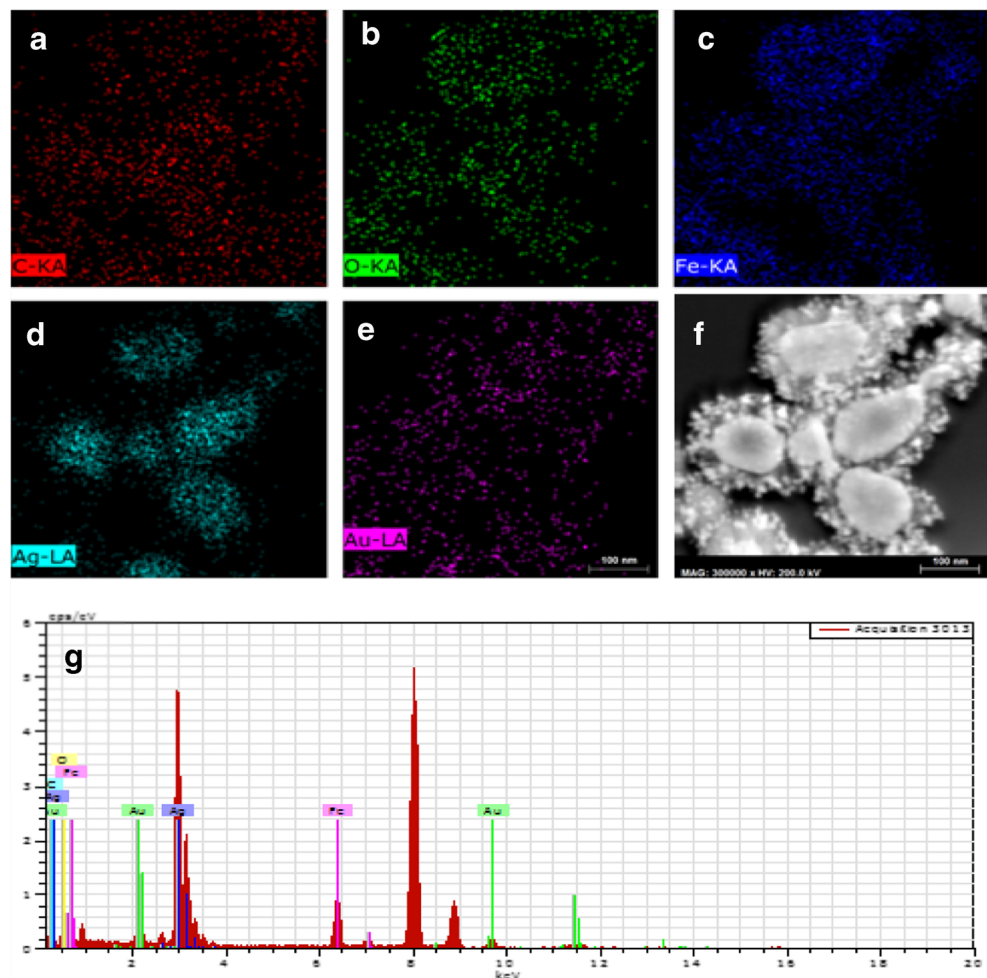 a
b
c
C-KA
O-KA
Fe-KA
d
e
f
Ag-LA
Au-LA
100 nm
MAG: 300000 x HV: 200.0 kV
100 nm
cps/eV
g
Acquisition 3013
6
5
4
3
2
1
0
O
Fe
C
Ag
Au
Au
Ag
Fe
Au
2
4
6
8
10
12
14
16
18
20
keV